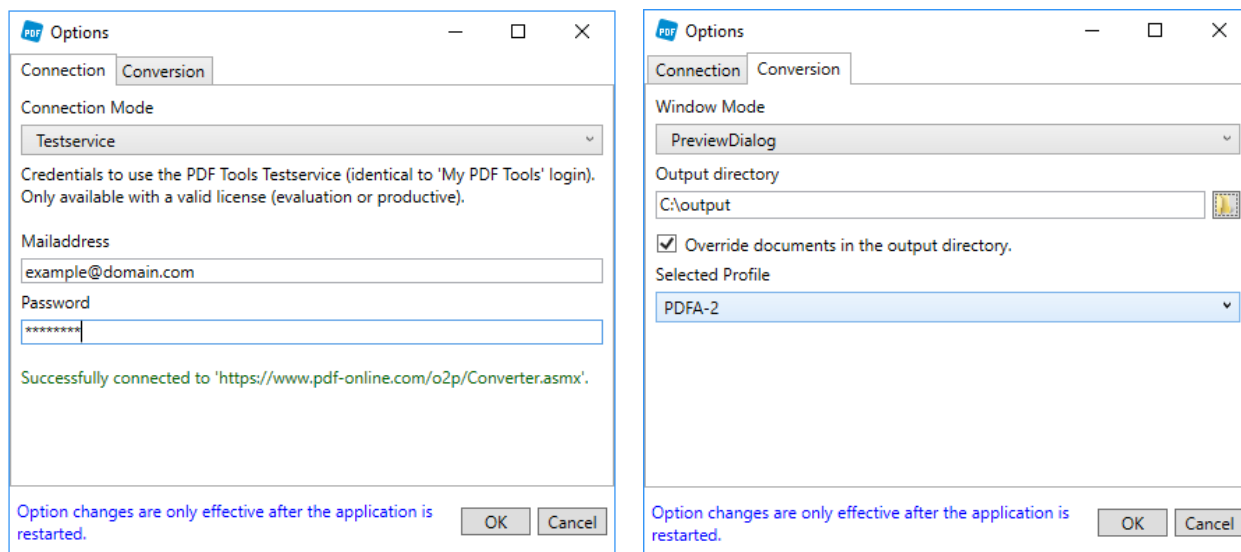 PDF Options
Connection Conversion
Connection Mode
Testservice
Credentials to use the PDF Tools Testservice (identical to 'My PDF Tools' login).
Only available with a valid license (evaluation or productive).
Mailaddress
example@domain.com
Password
********
Successfully connected to 'https://www.pdf-online.com/o2p/Converter.asmx'.
Option changes are only effective after the application is
restarted.
OK Cancel
PDF Options
Connection Conversion
Window Mode
PreviewDialog
Output directory
C:\output
Override documents in the output directory.
Selected Profile
PDFA-2
Option changes are only effective after the application is
restarted.
OK Cancel